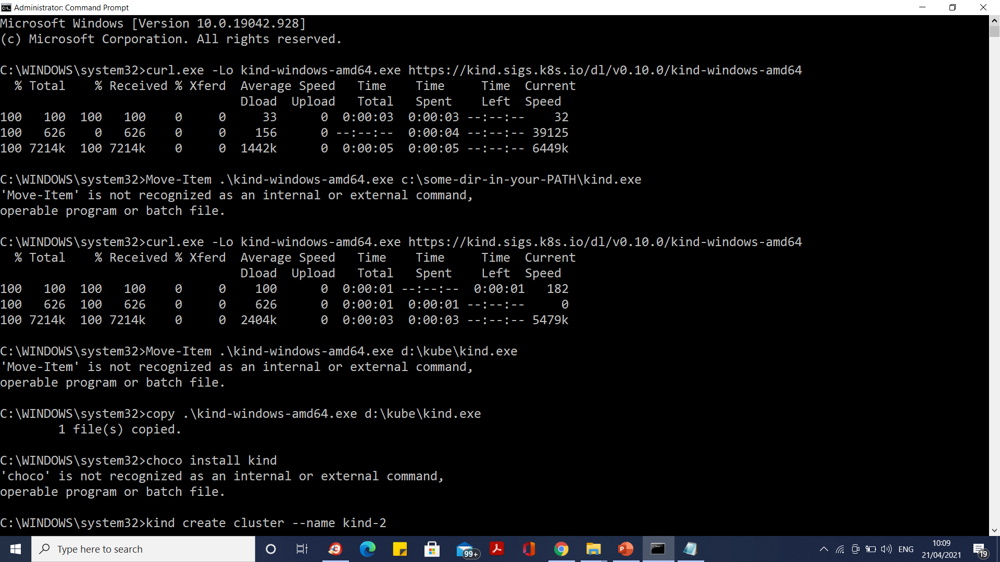 Administrator: Command Prompt
Microsoft Windows [Version 10.0.19042.928]
(c) Microsoft Corporation. All rights reserved.
C:\WINDOWS\system32>curl.exe -Lo kind-windows-amd64.exe https://kind.sigs.k8s.io/dl/v0.10.0/kind-windows-amd64
  % Total    % Received % Xferd  Average Speed   Time    Time     Time  Current
                                 Dload  Upload   Total   Spent    Left  Speed
100   100  100   100    0     0     33      0  0:00:03  0:00:03 --:--:--    32
100   626    0   626    0     0    156      0 --:--:--  0:00:04 --:--:-- 39125
100 7214k  100 7214k    0     0  1442k      0  0:00:05  0:00:05 --:--:-- 6449k
C:\WINDOWS\system32>Move-Item .\kind-windows-amd64.exe c:\some-dir-in-your-PATH\kind.exe
'Move-Item' is not recognized as an internal or external command,
operable program or batch file.
C:\WINDOWS\system32>curl.exe -Lo kind-windows-amd64.exe https://kind.sigs.k8s.io/dl/v0.10.0/kind-windows-amd64
  % Total    % Received % Xferd  Average Speed   Time    Time     Time  Current
                                 Dload  Upload   Total   Spent    Left  Speed
100   100  100   100    0     0    100      0  0:00:01 --:--:--  0:00:01   182
100   626  100   626    0     0    626      0  0:00:01  0:00:01 --:--:--     0
100 7214k  100 7214k    0     0  2404k      0  0:00:03  0:00:03 --:--:-- 5479k
C:\WINDOWS\system32>Move-Item .\kind-windows-amd64.exe d:\kube\kind.exe
'Move-Item' is not recognized as an internal or external command,
operable program or batch file.
C:\WINDOWS\system32>copy .\kind-windows-amd64.exe d:\kube\kind.exe
        1 file(s) copied.
C:\WINDOWS\system32>choco install kind
'choco' is not recognized as an internal or external command,
operable program or batch file.
C:\WINDOWS\system32>kind create cluster --name kind-2
Type here to search
99+
ENG
10:09
21/04/2021
19